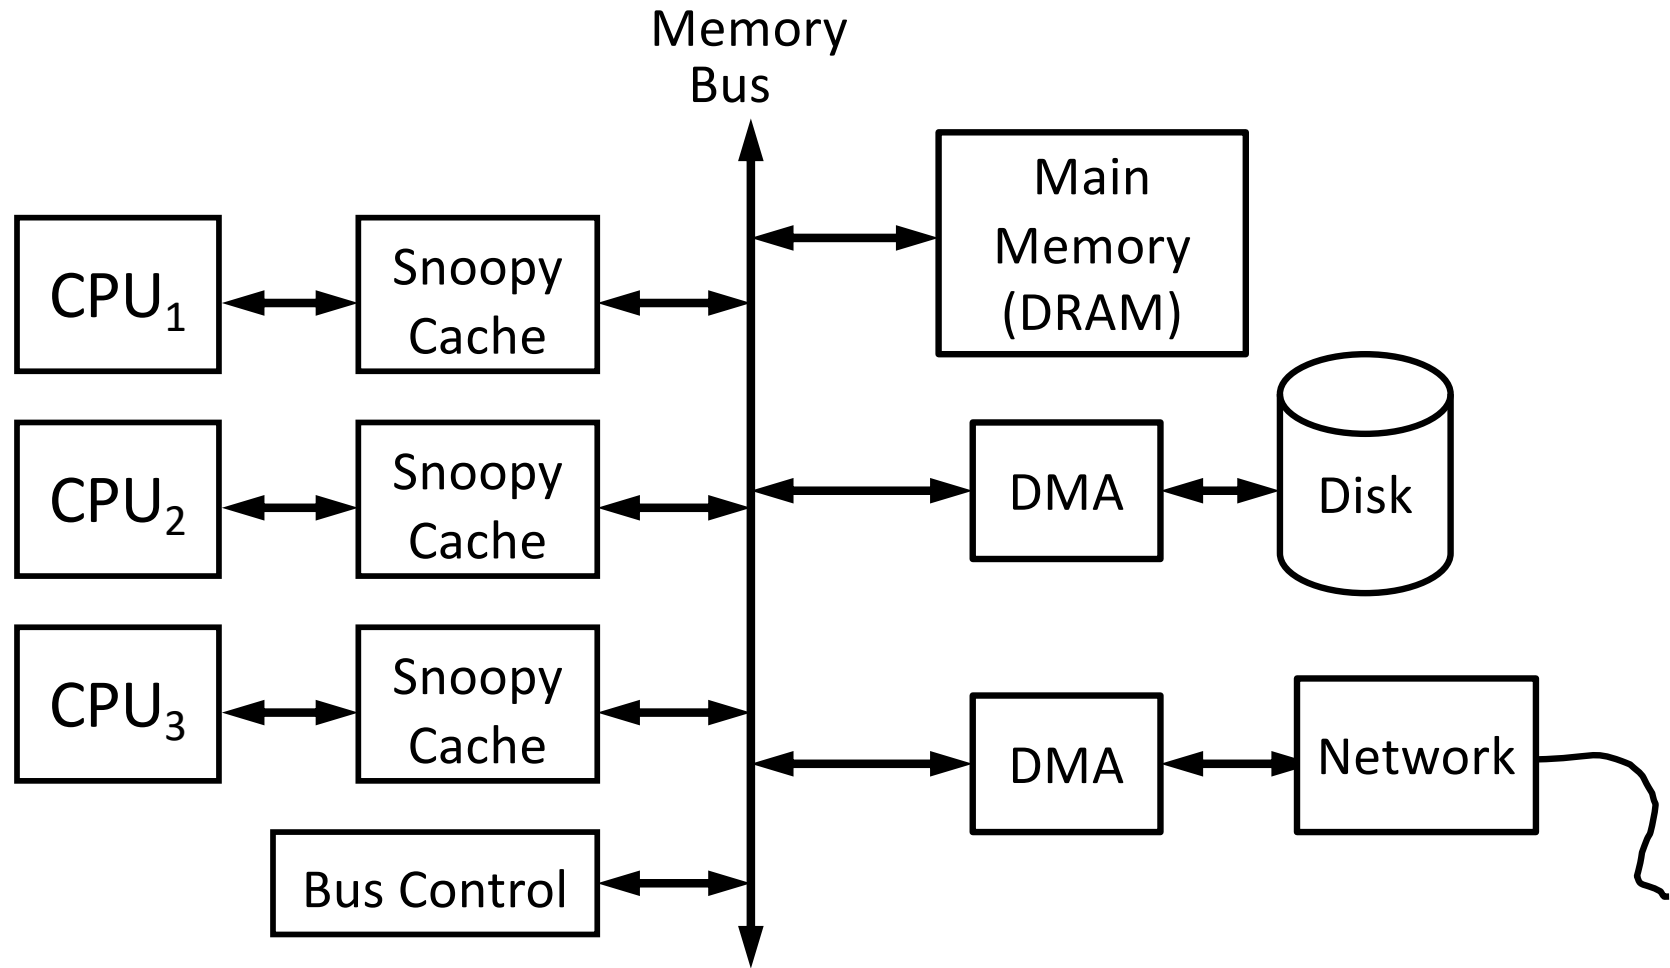 Memory
Bus
Main
Memory
(DRAM)
CPU₁
Snoopy
Cache
CPU₂
Snoopy
Cache
DMA
Disk
CPU₃
Snoopy
Cache
DMA
Network
Bus Control